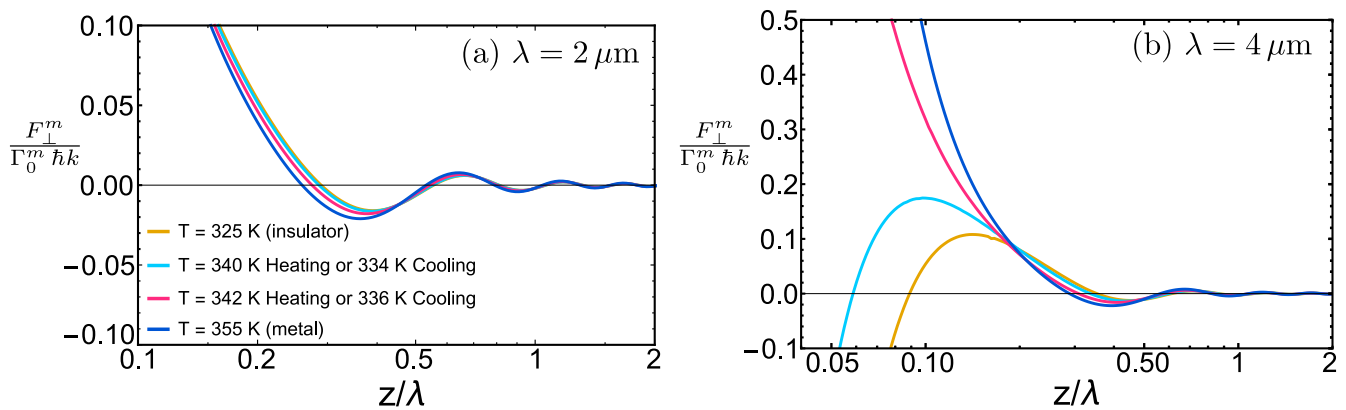 (a) λ = 2 μm
0.10
0.05
0.00
−0.05
−0.10
F⊥^m / Γ0^m ħk
T = 325 K (insulator)
T = 340 K Heating or 334 K Cooling
T = 342 K Heating or 336 K Cooling
T = 355 K (metal)
0.1 0.2 0.5 1 2
z/λ
(b) λ = 4 μm
0.5
0.4
0.3
0.2
0.1
0.0
−0.1
F⊥^m / Γ0^m ħk
0.05 0.10 0.50 1 2
z/λ